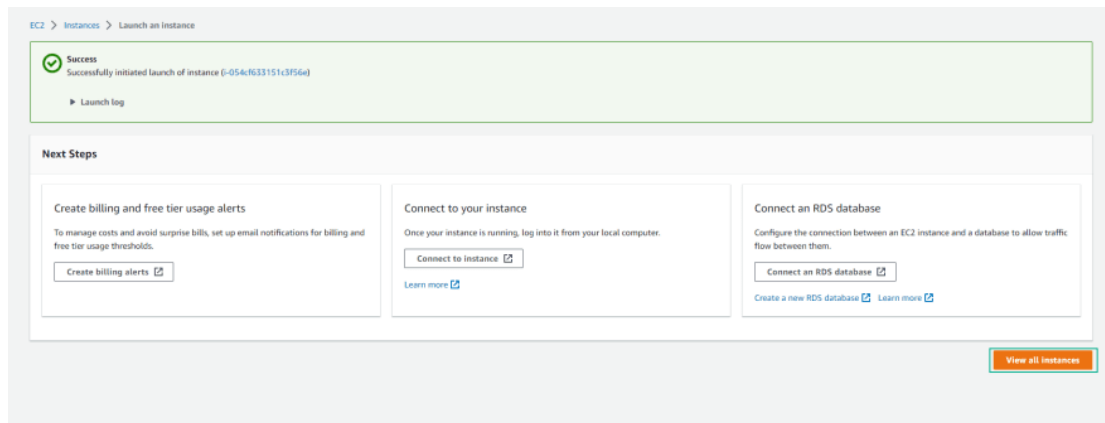 EC2 > Instances > Launch an instance
Success
Successfully initiated launch of instance (i-054cf633151c3f56e)
Launch log
Next Steps
Create billing and free tier usage alerts
To manage costs and avoid surprise bills, set up email notifications for billing and
free tier usage thresholds.
Create billing alerts
Connect to your instance
Once your instance is running, log into it from your local computer.
Connect to instance
Learn more
Connect an RDS database
Configure the connection between an EC2 instance and a database to allow traffic
flow between them.
Connect an RDS database
Create a new RDS database Learn more
View all instances